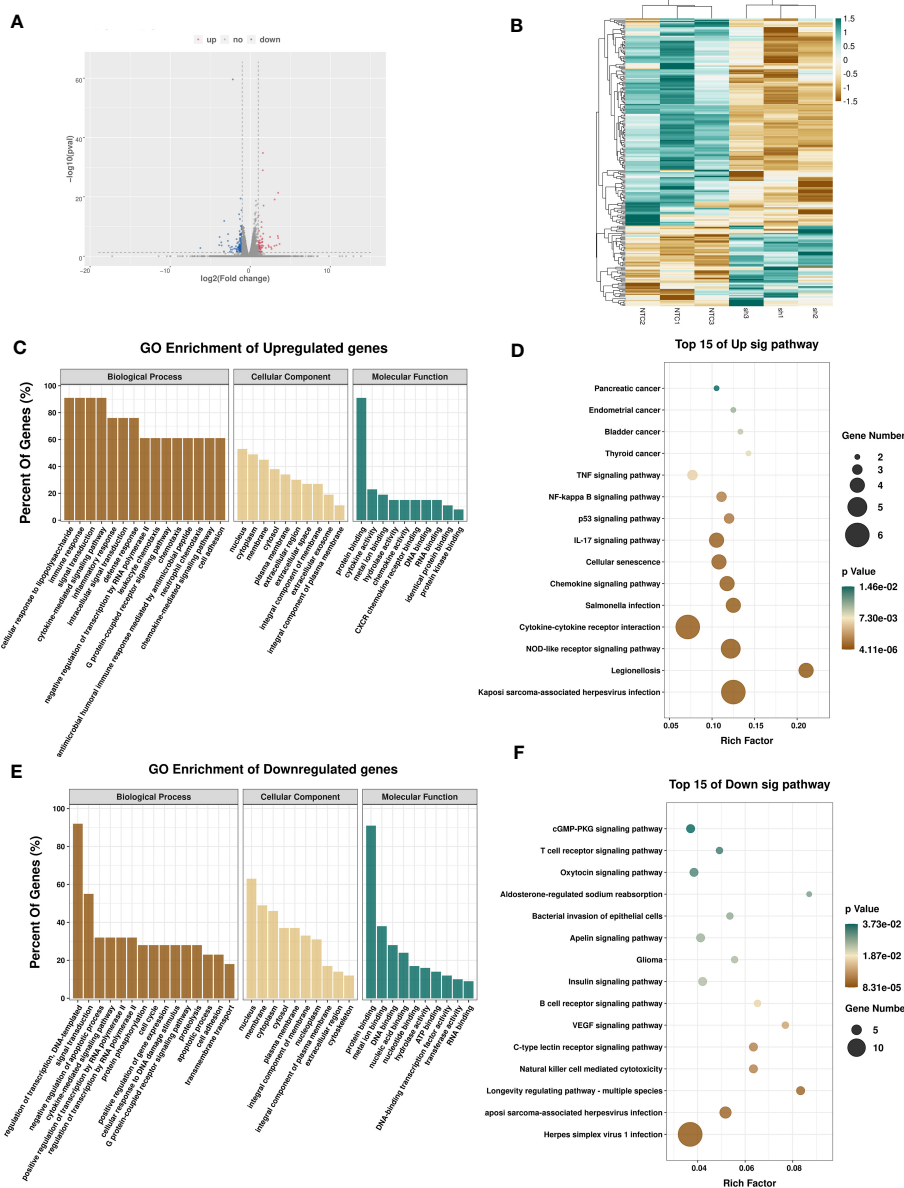 A
up no down
60
40
20
0
−20
−10
0
10
−log10(pval)
log2(Fold change)
B
1.5
1
0.5
0
-0.5
-1
-1.5
NTC2
NTC1
NTC3
sh3
sh1
sh2
C
GO Enrichment of Upregulated genes
Biological Process
Cellular Component
Molecular Function
Percent Of Genes (%)
100
80
60
40
20
0
cellular response to lipopolysaccharide
immune response
signal transduction
cytokine-mediated signaling pathway
inflammatory response
intracellular signal transduction
defense response
negative regulation of transcription by RNA polymerase II
leukocyte chemotaxis
G protein-coupled receptor signaling pathway
chemotaxis
antimicrobial humoral immune response mediated by antimicrobial peptide
neutrophil chemotaxis
chemokine-mediated signaling pathway
cell adhesion
nucleus
cytoplasm
membrane
cytosol
plasma membrane
extracellular region
extracellular space
integral component of membrane
extracellular exosome
integral component of plasma membrane
protein binding
cytokine activity
metal ion binding
hydrolase activity
chemokine activity
CXCR chemokine receptor binding
DNA binding
RNA binding
identical protein binding
protein kinase binding
D
Top 15 of Up sig pathway
Pancreatic cancer
Endometrial cancer
Bladder cancer
Thyroid cancer
TNF signaling pathway
NF-kappa B signaling pathway
p53 signaling pathway
IL-17 signaling pathway
Cellular senescence
Chemokine signaling pathway
Salmonella infection
Cytokine-cytokine receptor interaction
NOD-like receptor signaling pathway
Legionellosis
Kaposi sarcoma-associated herpesvirus infection
0.05
0.10
0.15
0.20
Rich Factor
Gene Number
2
3
4
5
6
p Value
1.46e-02
7.30e-03
4.11e-06
E
GO Enrichment of Downregulated genes
Biological Process
Cellular Component
Molecular Function
Percent Of Genes (%)
100
80
60
40
20
0
regulation of transcription, DNA-templated
signal transduction
negative regulation of apoptotic process
cytokine-mediated signaling pathway
regulation of transcription by RNA polymerase II
positive regulation of transcription by RNA polymerase II
protein phosphorylation
cell cycle
positive regulation of gene expression
cellular response to DNA damage stimulus
G protein-coupled receptor signaling pathway
proteolysis
apoptotic process
cell adhesion
transmembrane transport
nucleus
membrane
cytoplasm
cytosol
plasma membrane
integral component of membrane
nucleoplasm
integral component of plasma membrane
extracellular region
cytoskeleton
protein binding
metal ion binding
DNA binding
nucleic acid binding
nucleotide binding
hydrolase activity
ATP binding
DNA-binding transcription factor activity
transferase activity
RNA binding
F
Top 15 of Down sig pathway
cGMP-PKG signaling pathway
T cell receptor signaling pathway
Oxytocin signaling pathway
Aldosterone-regulated sodium reabsorption
Bacterial invasion of epithelial cells
Apelin signaling pathway
Glioma
Insulin signaling pathway
B cell receptor signaling pathway
VEGF signaling pathway
C-type lectin receptor signaling pathway
Natural killer cell mediated cytotoxicity
Longevity regulating pathway - multiple species
aposi sarcoma-associated herpesvirus infection
Herpes simplex virus 1 infection
0.04
0.06
0.08
Rich Factor
p Value
3.73e-02
1.87e-02
8.31e-05
Gene Number
5
10